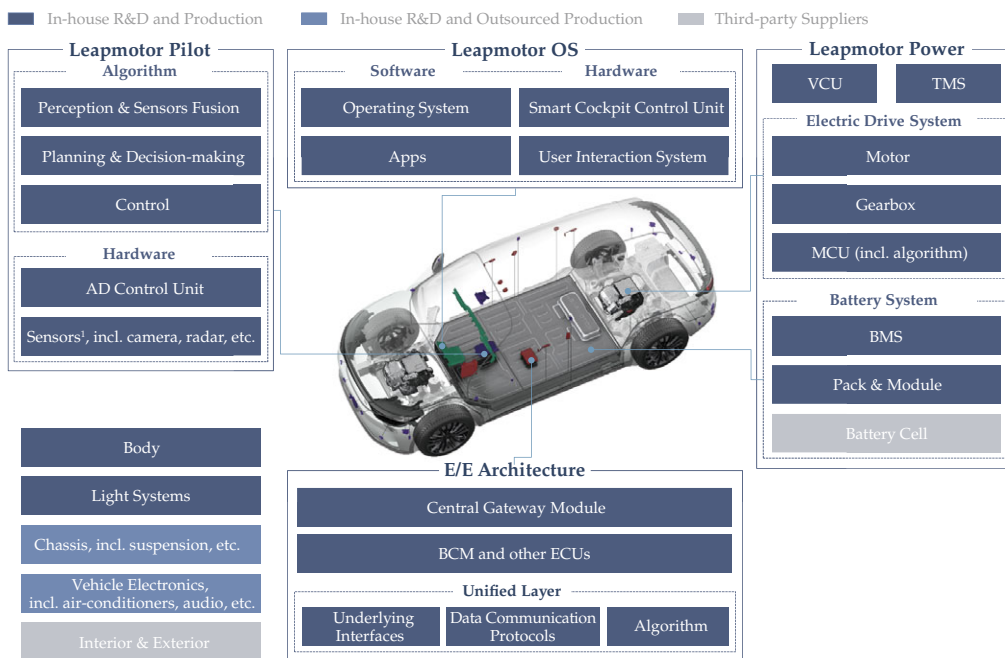 In-house R&D and Production
In-house R&D and Outsourced Production
Third-party Suppliers
Leapmotor Pilot
Algorithm
Perception & Sensors Fusion
Planning & Decision-making
Control
Hardware
AD Control Unit
Sensors¹, incl. camera, radar, etc.
Leapmotor OS
Software
Hardware
Operating System
Smart Cockpit Control Unit
Apps
User Interaction System
Leapmotor Power
VCU
TMS
Electric Drive System
Motor
Gearbox
MCU (incl. algorithm)
Battery System
BMS
Pack & Module
Battery Cell
Body
Light Systems
Chassis, incl. suspension, etc.
Vehicle Electronics,
incl. air-conditioners, audio, etc.
Interior & Exterior
E/E Architecture
Central Gateway Module
BCM and other ECUs
Unified Layer
Underlying
Interfaces
Data Communication
Protocols
Algorithm